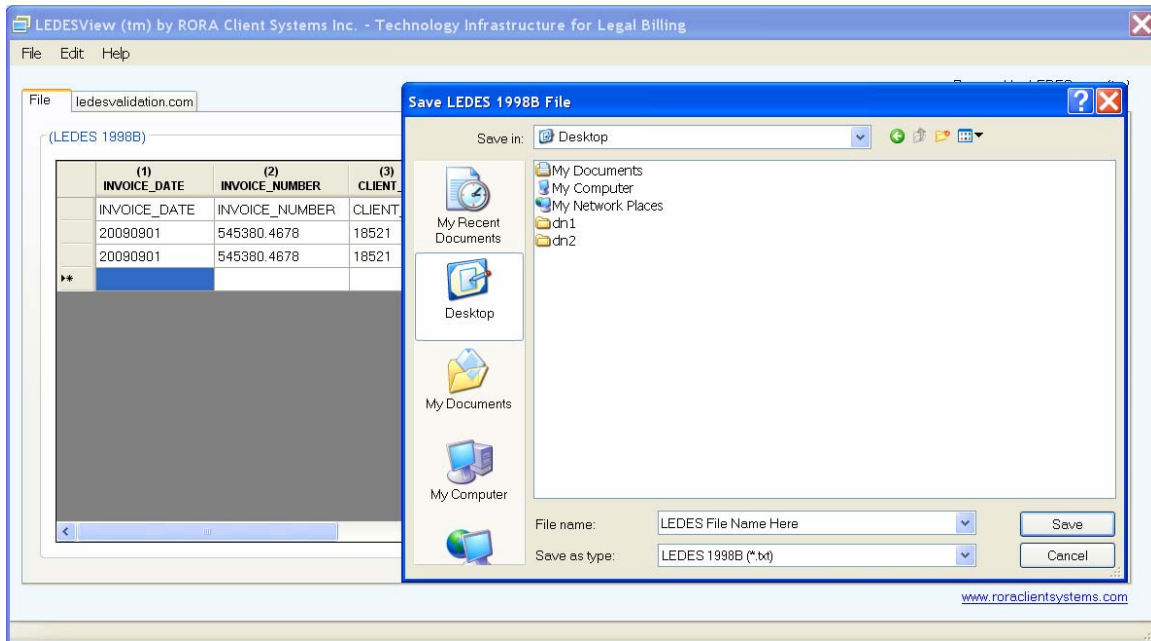 LEDESView (tm) by RORA Client Systems Inc. - Technology Infrastructure for Legal Billing
File Edit Help
File ledesvalidation.com
(LEDES 1998B)
(1) (2) (3)
INVOICE_DATE INVOICE_NUMBER CLIENT_
INVOICE_DATE INVOICE_NUMBER CLIENT_
20090901 545380.4678 18521
20090901 545380.4678 18521
Save LEDES 1998B File
Save in: Desktop
My Recent Documents
Desktop
My Documents
My Computer
My Documents
My Computer
My Network Places
dn1
dn2
File name: LEDES File Name Here
Save
Save as type: LEDES 1998B (*.txt)
Cancel
www.roraclientsystems.com